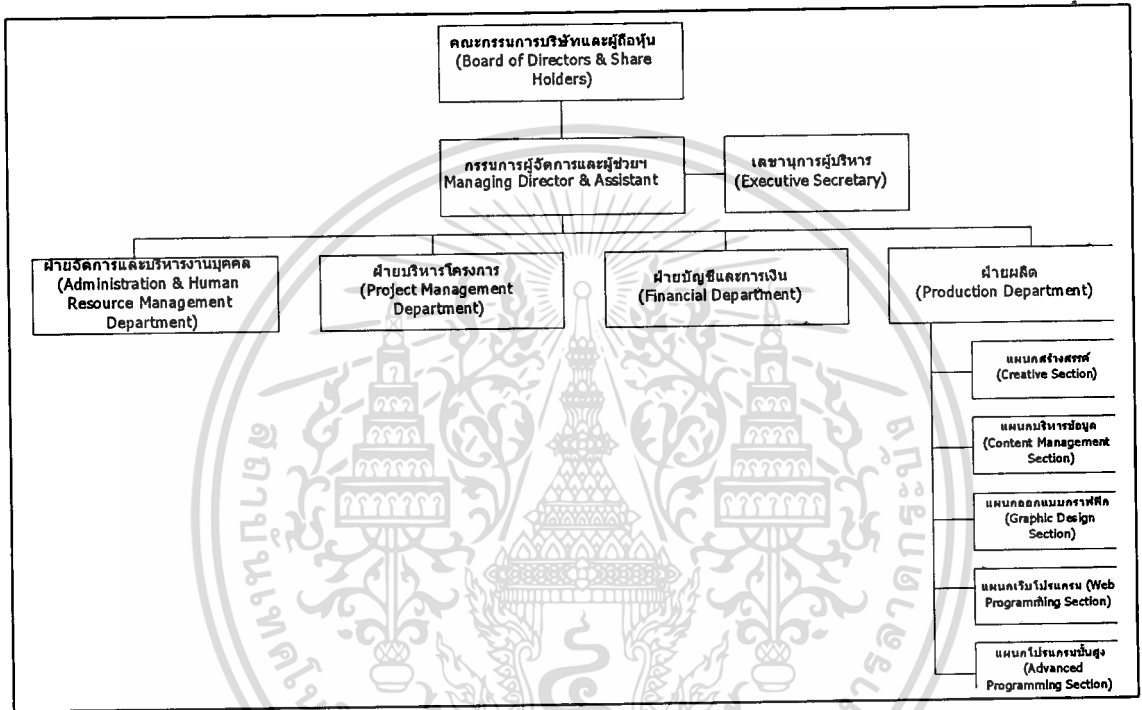 คณะกรรมการบริษัทและผู้ถือหุ้น
(Board of Directors & Share
Holders)
กรรมการผู้จัดการและผู้ช่วยฯ
Managing Director & Assistant
เลขานุการผู้บริหาร
(Executive Secretary)
ฝ่ายจัดการและบริหารงานบุคคล
(Administration & Human
Resource Management
Department)
ฝ่ายบริหารโครงการ
(Project Management
Department)
ฝ่ายบัญชีและการเงิน
(Financial Department)
ฝ่ายผลิต
(Production Department)
แผนกสร้างสรรค์
(Creative Section)
แผนกบริหารข้อมูล
(Content Management
Section)
แผนกออกแบบกราฟฟิก
(Graphic Design
Section)
แผนกเว็บโปรแกรม (Web
Programming Section)
แผนกโปรแกรมขั้นสูง
(Advanced
Programming Section)